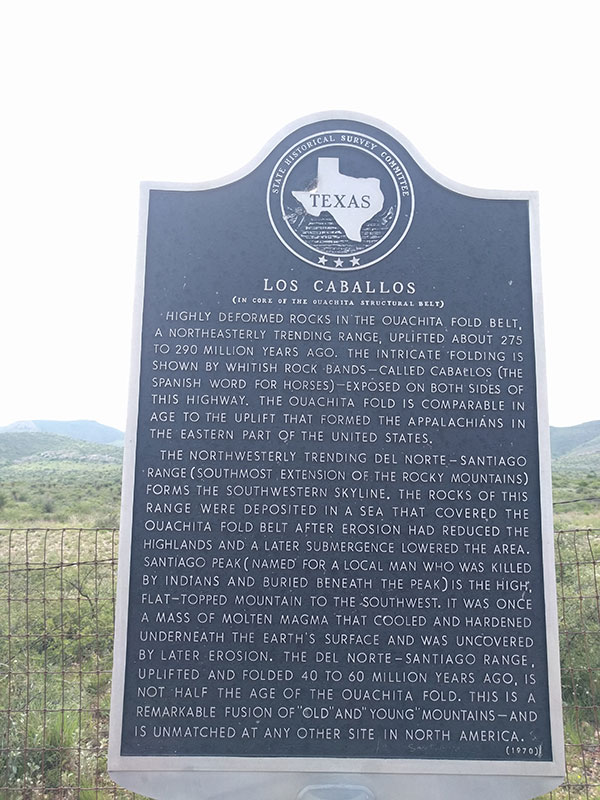 STATE HISTORICAL SURVEY COMMITTEE
TEXAS
LOS CABALLOS
(IN CORE OF THE OUACHITA STRUCTURAL BELT)
HIGHLY DEFORMED ROCKS IN THE OUACHITA FOLD BELT,
A NORTHEASTERLY TRENDING RANGE, UPLIFTED ABOUT 275
TO 290 MILLION YEARS AGO. THE INTRICATE FOLDING IS
SHOWN BY WHITISH ROCK BANDS—CALLED CABALLOS (THE
SPANISH WORD FOR HORSES)—EXPOSED ON BOTH SIDES OF
THIS HIGHWAY. THE OUACHITA FOLD IS COMPARABLE IN
AGE TO THE UPLIFT THAT FORMED THE APPALACHIANS IN
THE EASTERN PART OF THE UNITED STATES.
THE NORTHWESTERLY TRENDING DEL NORTE—SANTIAGO
RANGE (SOUTHMOST EXTENSION OF THE ROCKY MOUNTAINS)
FORMS THE SOUTHWESTERN SKYLINE. THE ROCKS OF THIS
RANGE WERE DEPOSITED IN A SEA THAT COVERED THE
OUACHITA FOLD BELT AFTER EROSION HAD REDUCED THE
HIGHLANDS AND A LATER SUBMERGENCE LOWERED THE AREA.
SANTIAGO PEAK (NAMED FOR A LOCAL MAN WHO WAS KILLED
BY INDIANS AND BURIED BENEATH THE PEAK) IS THE HIGH,
FLAT-TOPPED MOUNTAIN TO THE SOUTHWEST. IT WAS ONCE
A MASS OF MOLTEN MAGMA THAT COOLED AND HARDENED
UNDERNEATH THE EARTH'S SURFACE AND WAS UNCOVERED
BY LATER EROSION. THE DEL NORTE—SANTIAGO RANGE,
UPLIFTED AND FOLDED 40 TO 60 MILLION YEARS AGO, IS
NOT HALF THE AGE OF THE OUACHITA FOLD. THIS IS A
REMARKABLE FUSION OF "OLD" AND "YOUNG" MOUNTAINS—AND
IS UNMATCHED AT ANY OTHER SITE IN NORTH AMERICA.
(1970)